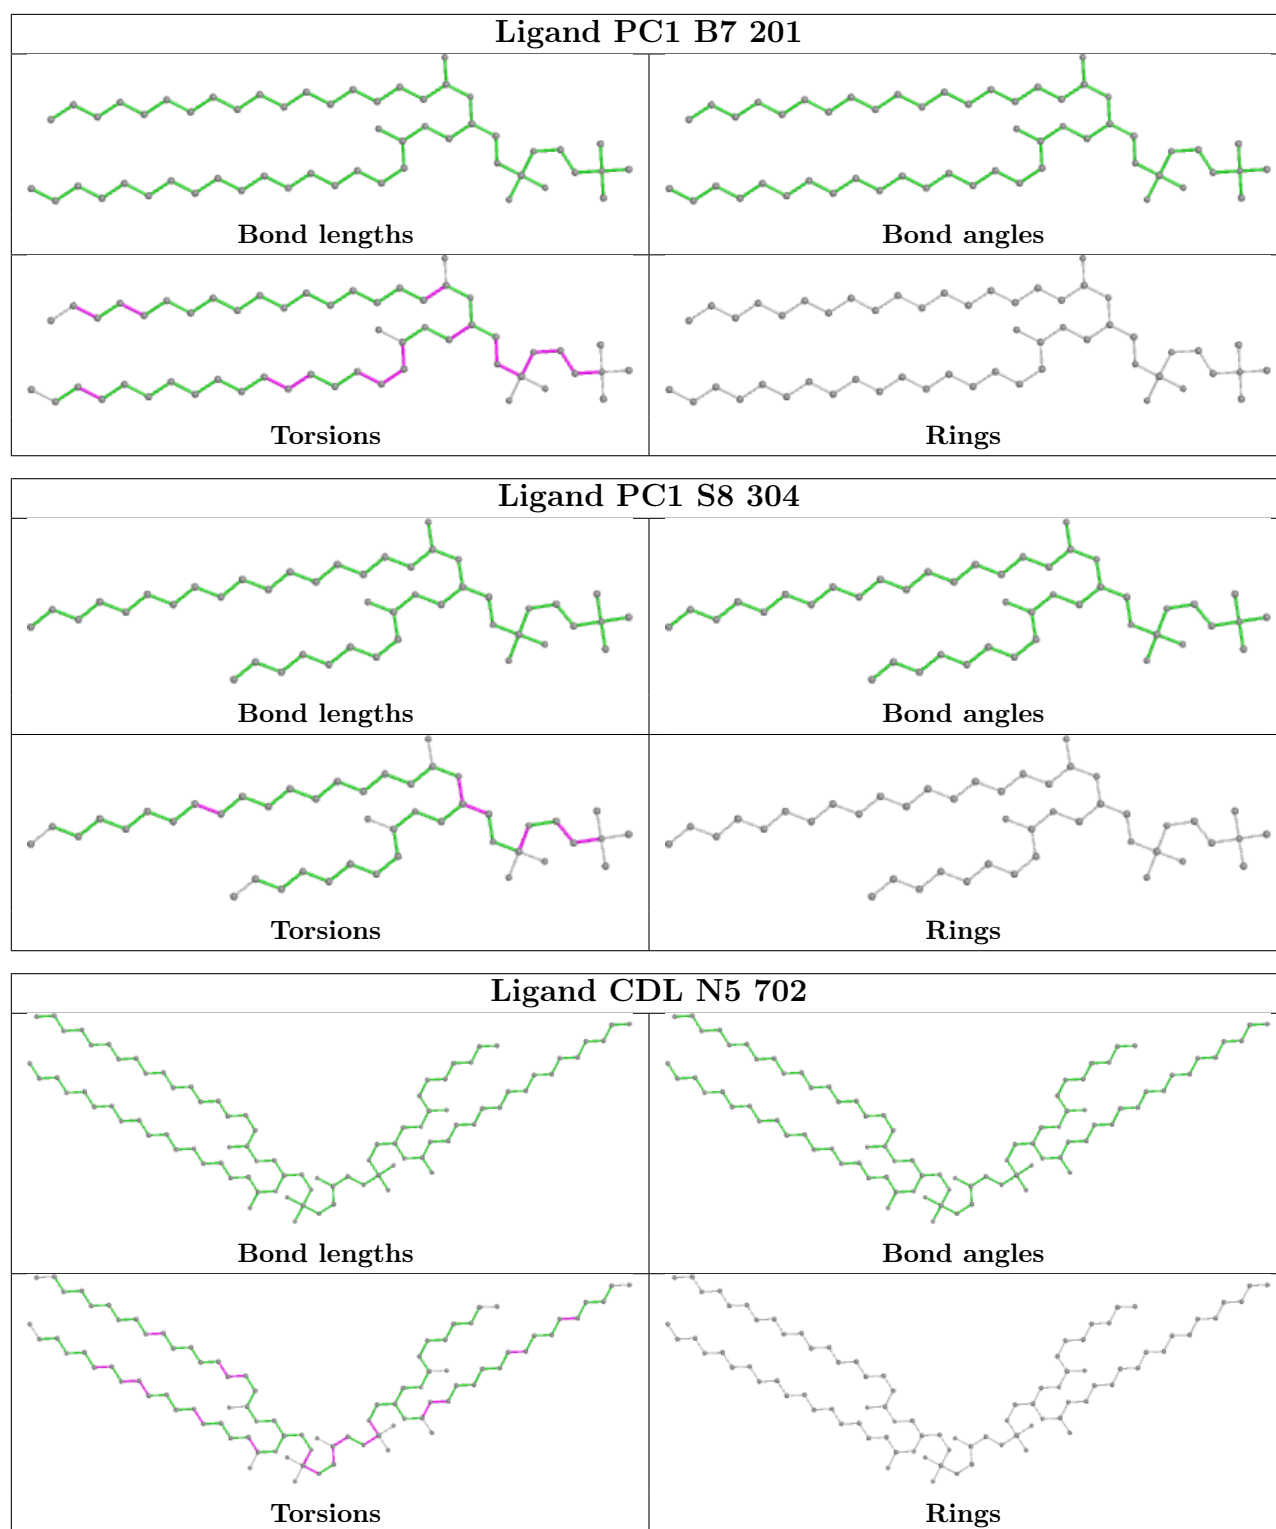 Ligand PC1 B7 201
Bond lengths
Bond angles
Torsions
Rings
Ligand PC1 S8 304
Bond lengths
Bond angles
Torsions
Rings
Ligand CDL N5 702
Bond lengths
Bond angles
Torsions
Rings